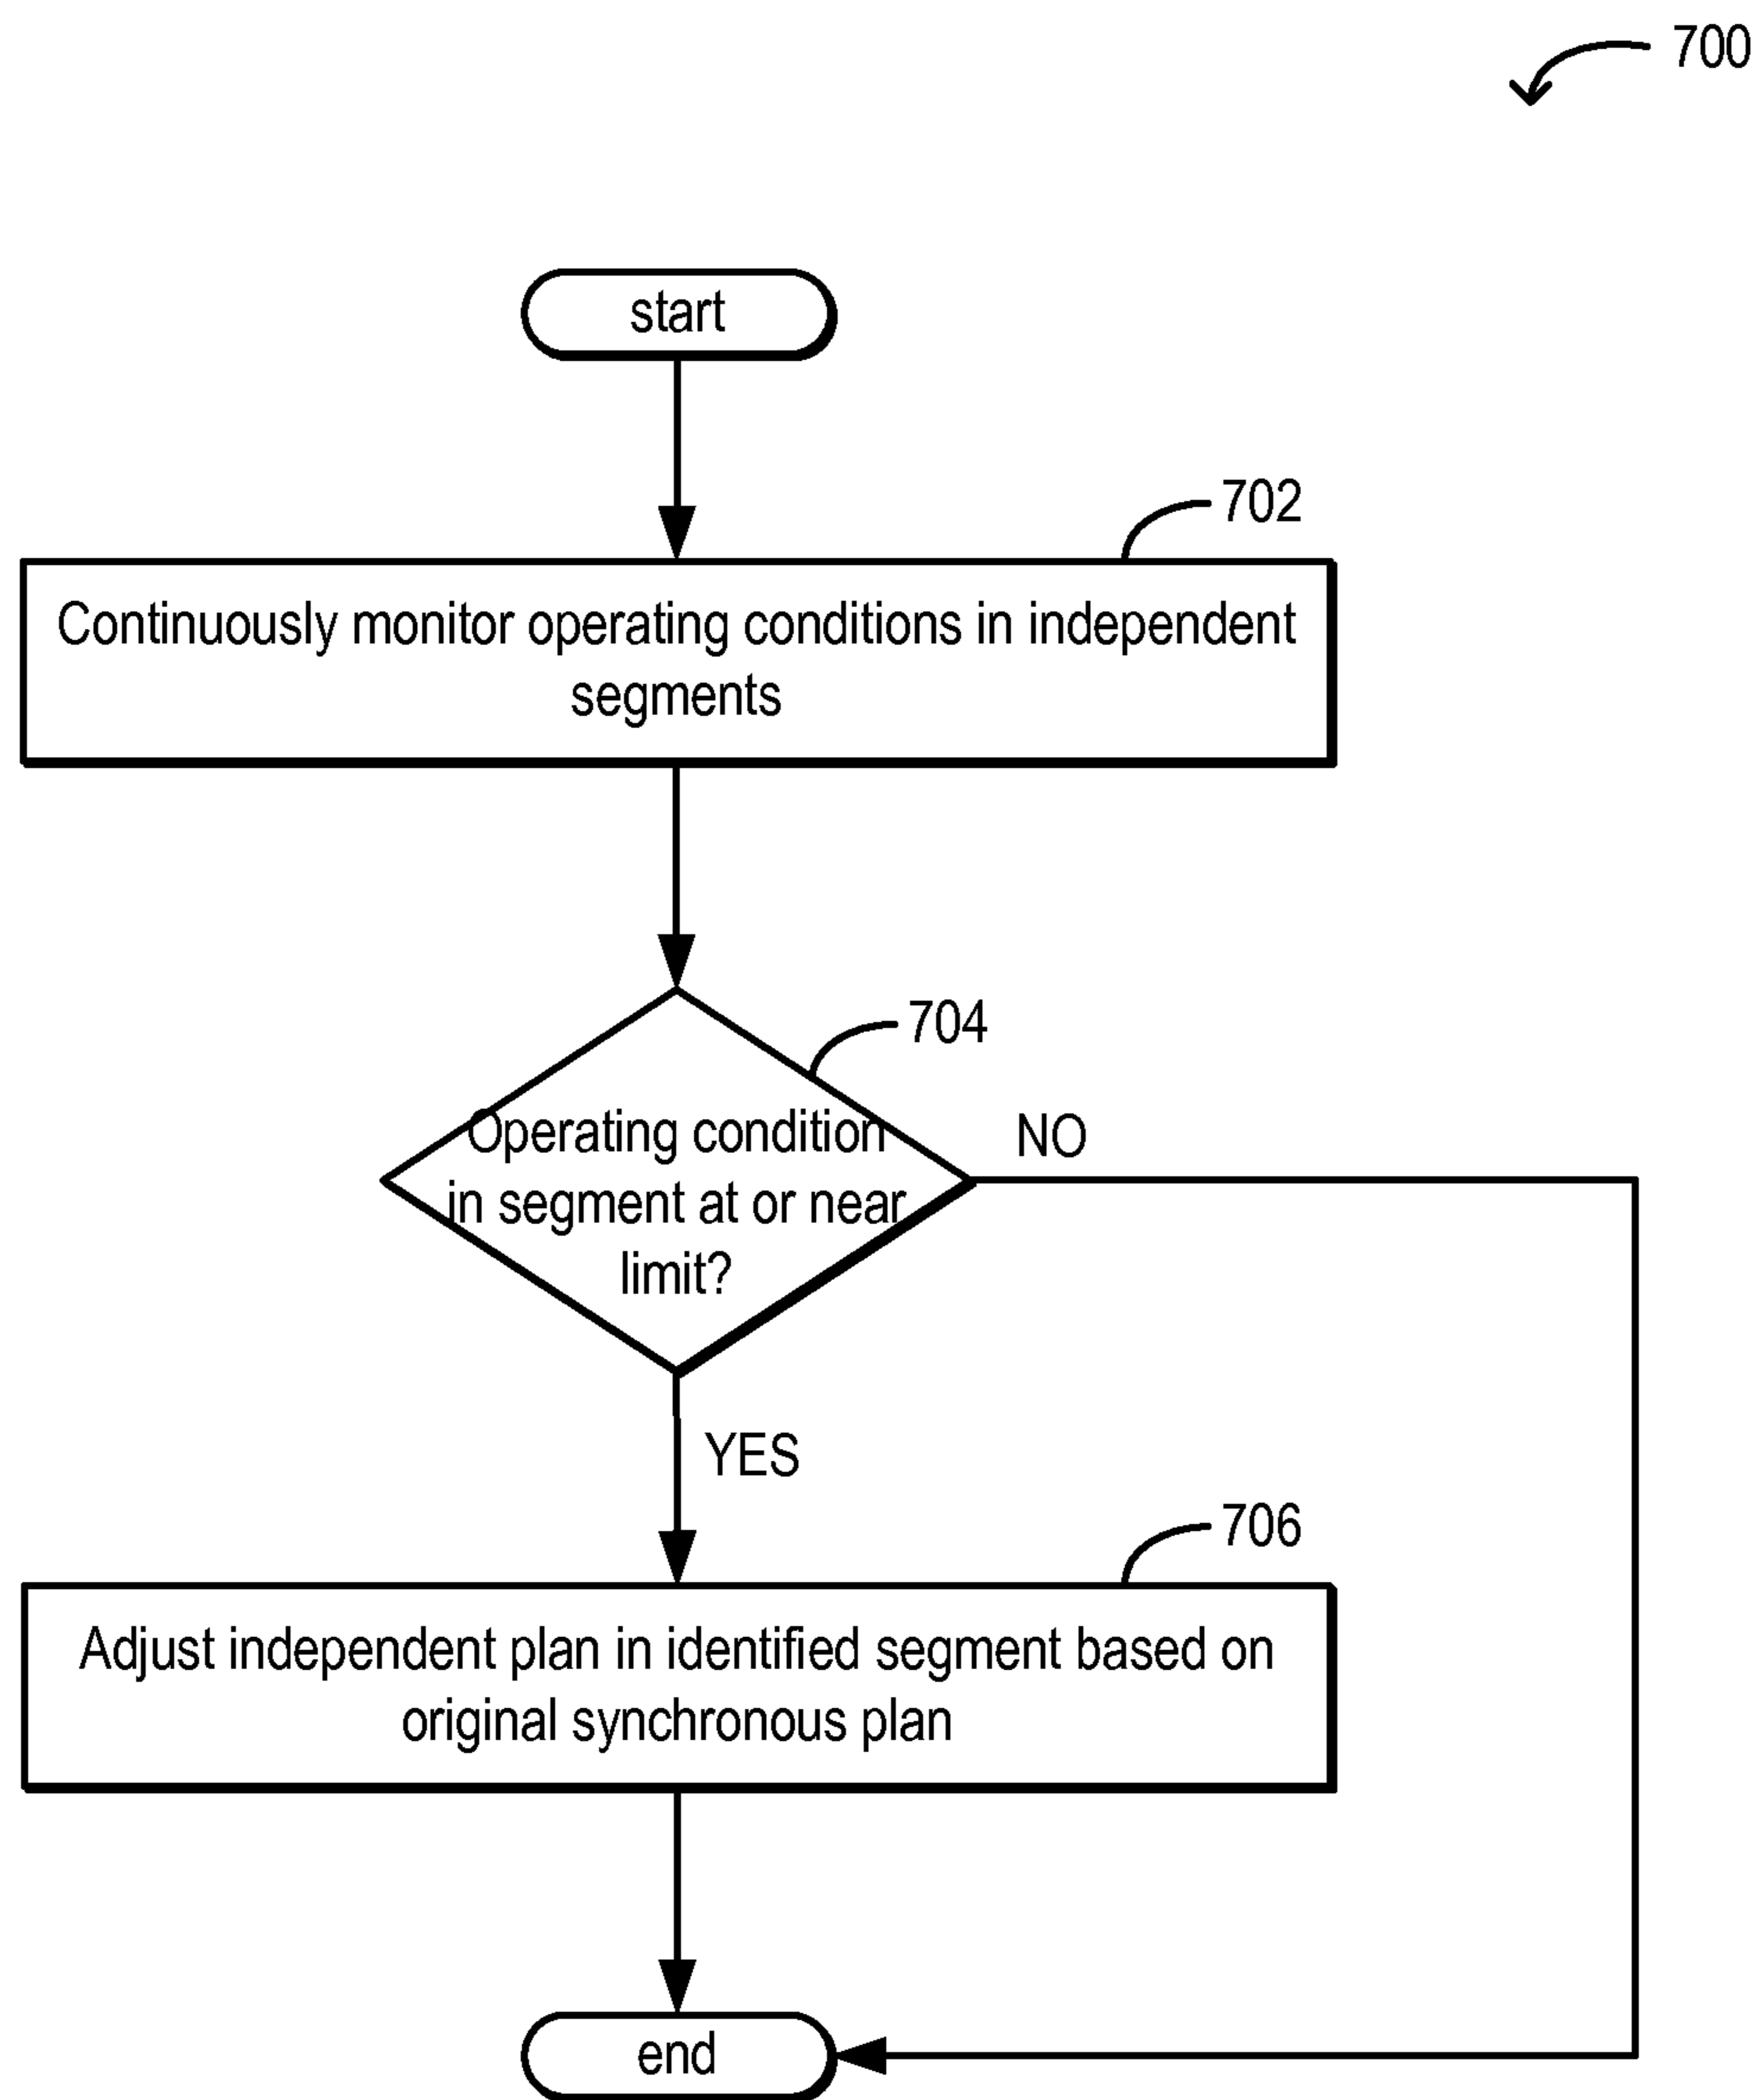 700
start
702
Continuously monitor operating conditions in independent
segments
704
Operating condition
in segment at or near
limit?
NO
YES
706
Adjust independent plan in identified segment based on
original synchronous plan
end